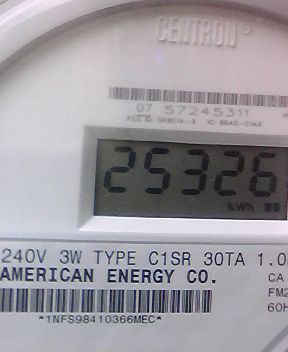 CENTRON®
07 57245311
25326
kWh
240V 3W TYPE C1SR 30TA 1.0
AMERICAN ENERGY CO.
CA
FM2
60H
*1NFS98410366MEC*